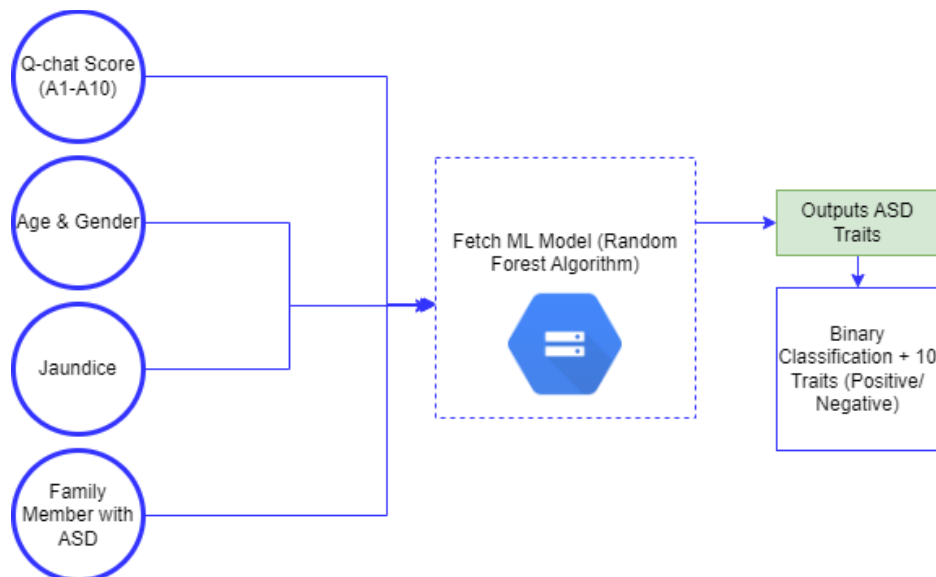 Q-chat Score
(A1-A10)
Age & Gender
Jaundice
Family
Member with
ASD
Fetch ML Model (Random
Forest Algorithm)
Outputs ASD
Traits
Binary
Classification + 10
Traits (Positive/
Negative)